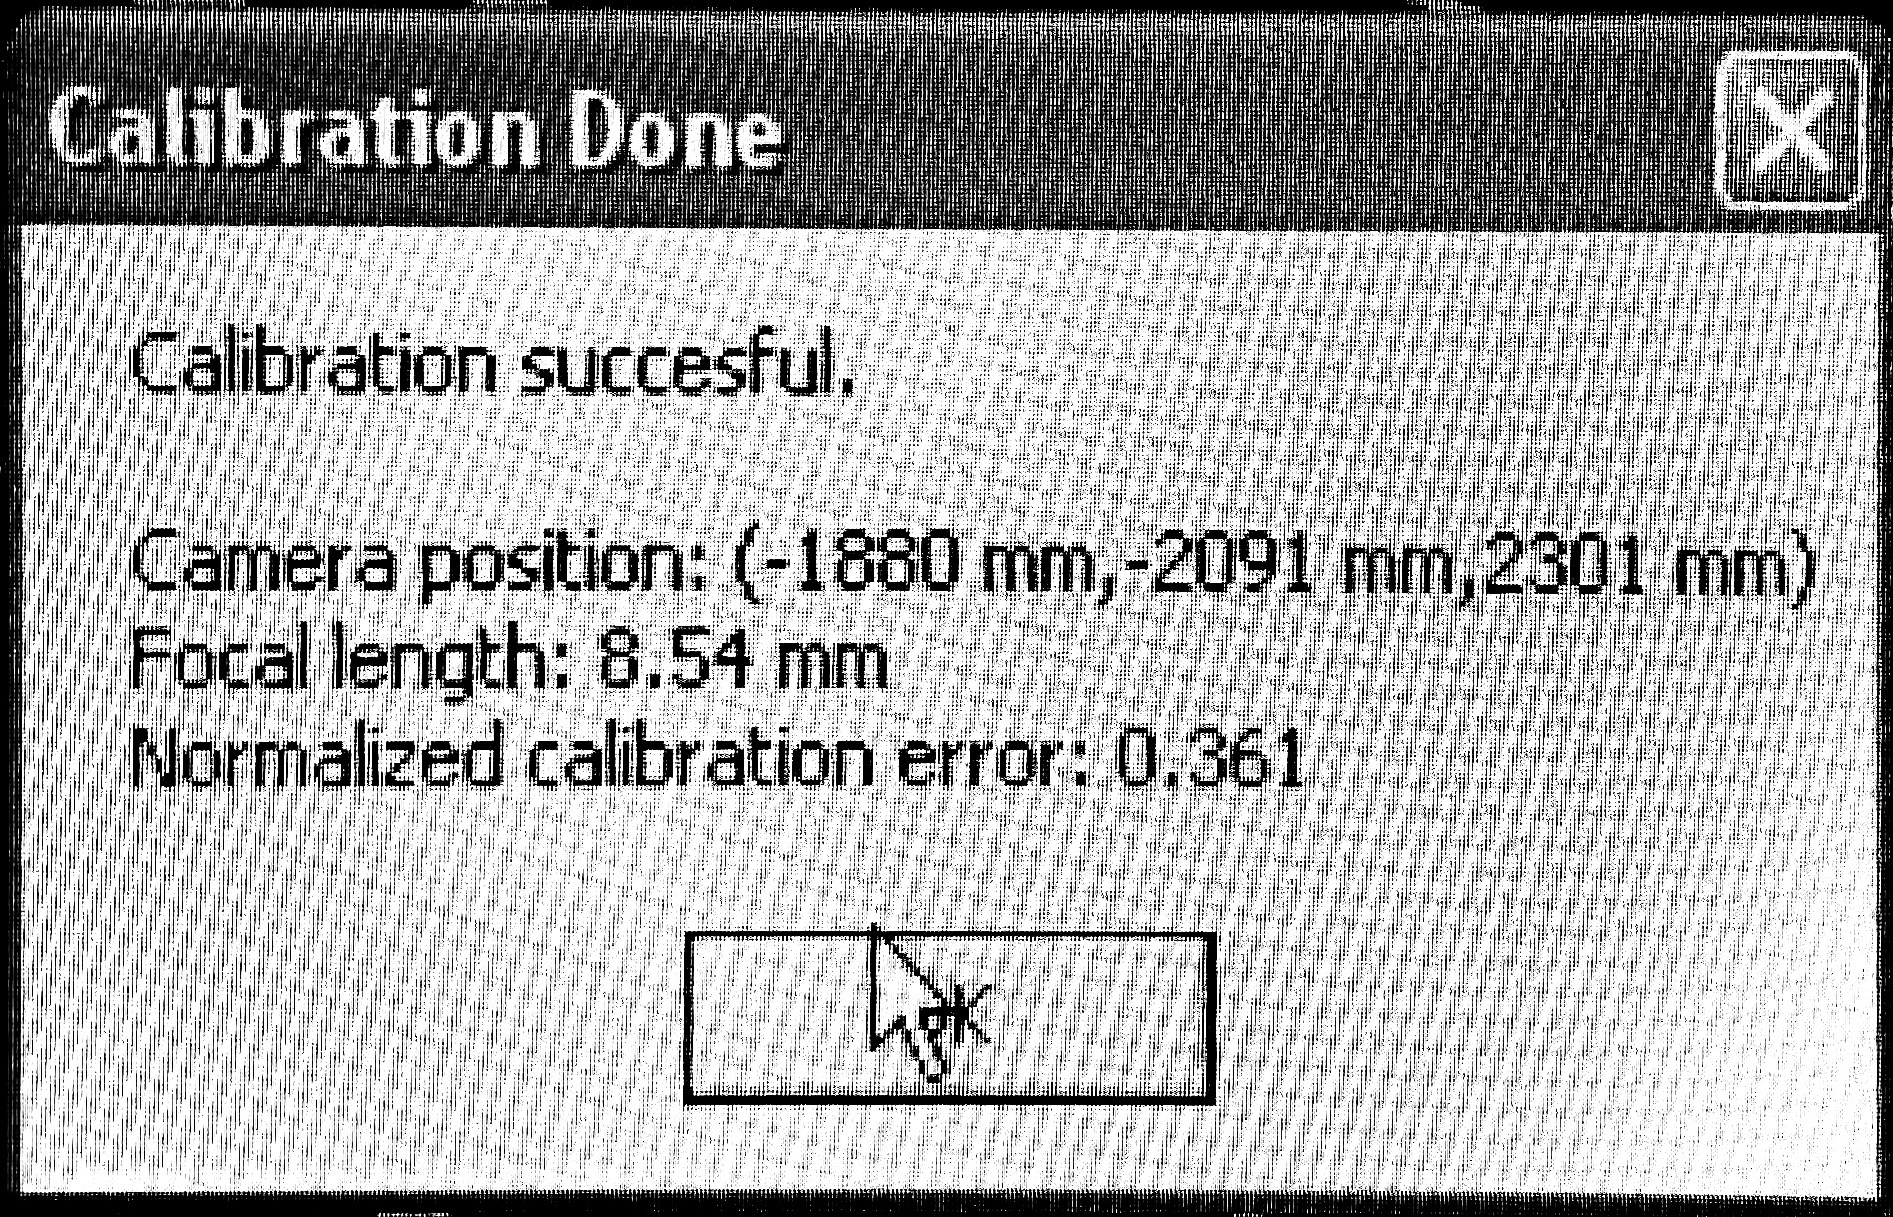 Calibration Done
Calibration succesful.
Camera position: (-1880 mm,-2091 mm,2301 mm)
Focal length: 8.54 mm
Normalized calibration error: 0.361